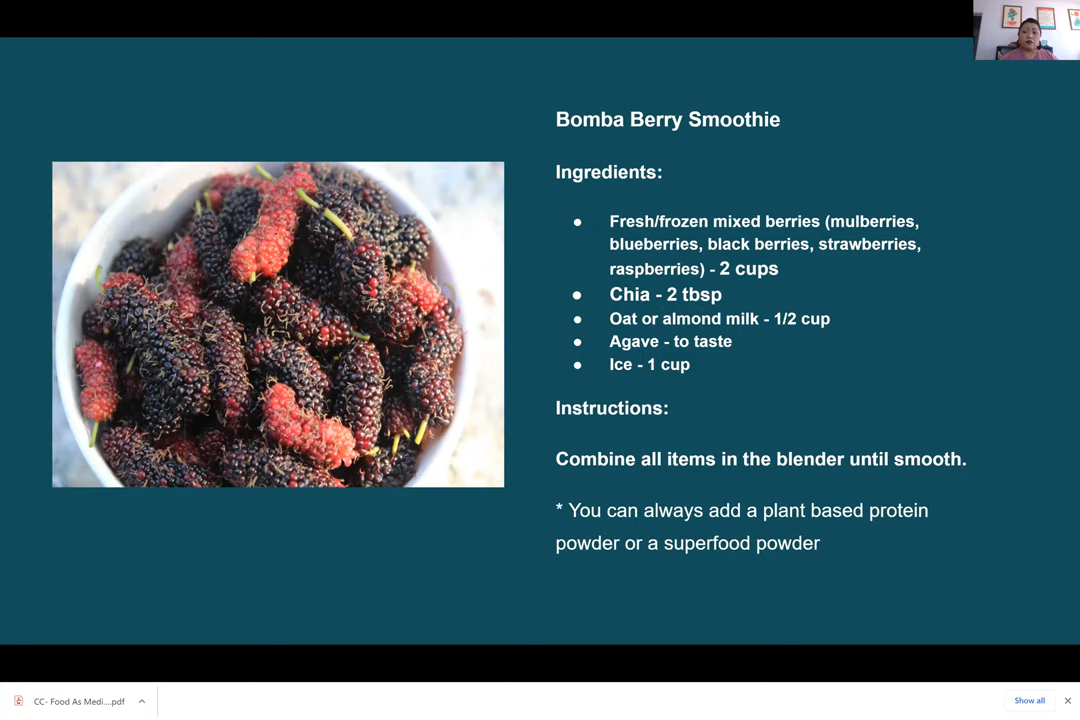 Bomba Berry Smoothie
Ingredients:
● Fresh/frozen mixed berries (mulberries,
blueberries, black berries, strawberries,
raspberries) - 2 cups
● Chia - 2 tbsp
● Oat or almond milk - 1/2 cup
● Agave - to taste
● Ice - 1 cup
Instructions:
Combine all items in the blender until smooth.
* You can always add a plant based protein
powder or a superfood powder
CC- Food As Medi....pdf
Show all